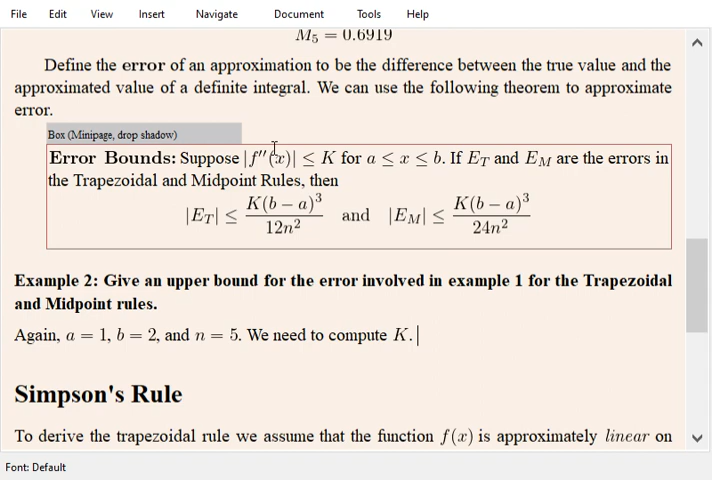 File Edit View Insert Navigate Document Tools Help
M₅ = 0.6919
Define the error of an approximation to be the difference between the true value and the
approximated value of a definite integral. We can use the following theorem to approximate
error.
Box (Minipage, drop shadow)
Error Bounds: Suppose |f″(x)| ≤ K for a ≤ x ≤ b. If E_T and E_M are the errors in
the Trapezoidal and Midpoint Rules, then
|E_T| ≤ K(b − a)³/12n² and |E_M| ≤ K(b − a)³/24n²
Example 2: Give an upper bound for the error involved in example 1 for the Trapezoidal
and Midpoint rules.
Again, a = 1, b = 2, and n = 5. We need to compute K.
Simpson's Rule
To derive the trapezoidal rule we assume that the function f(x) is approximately linear on
Font: Default